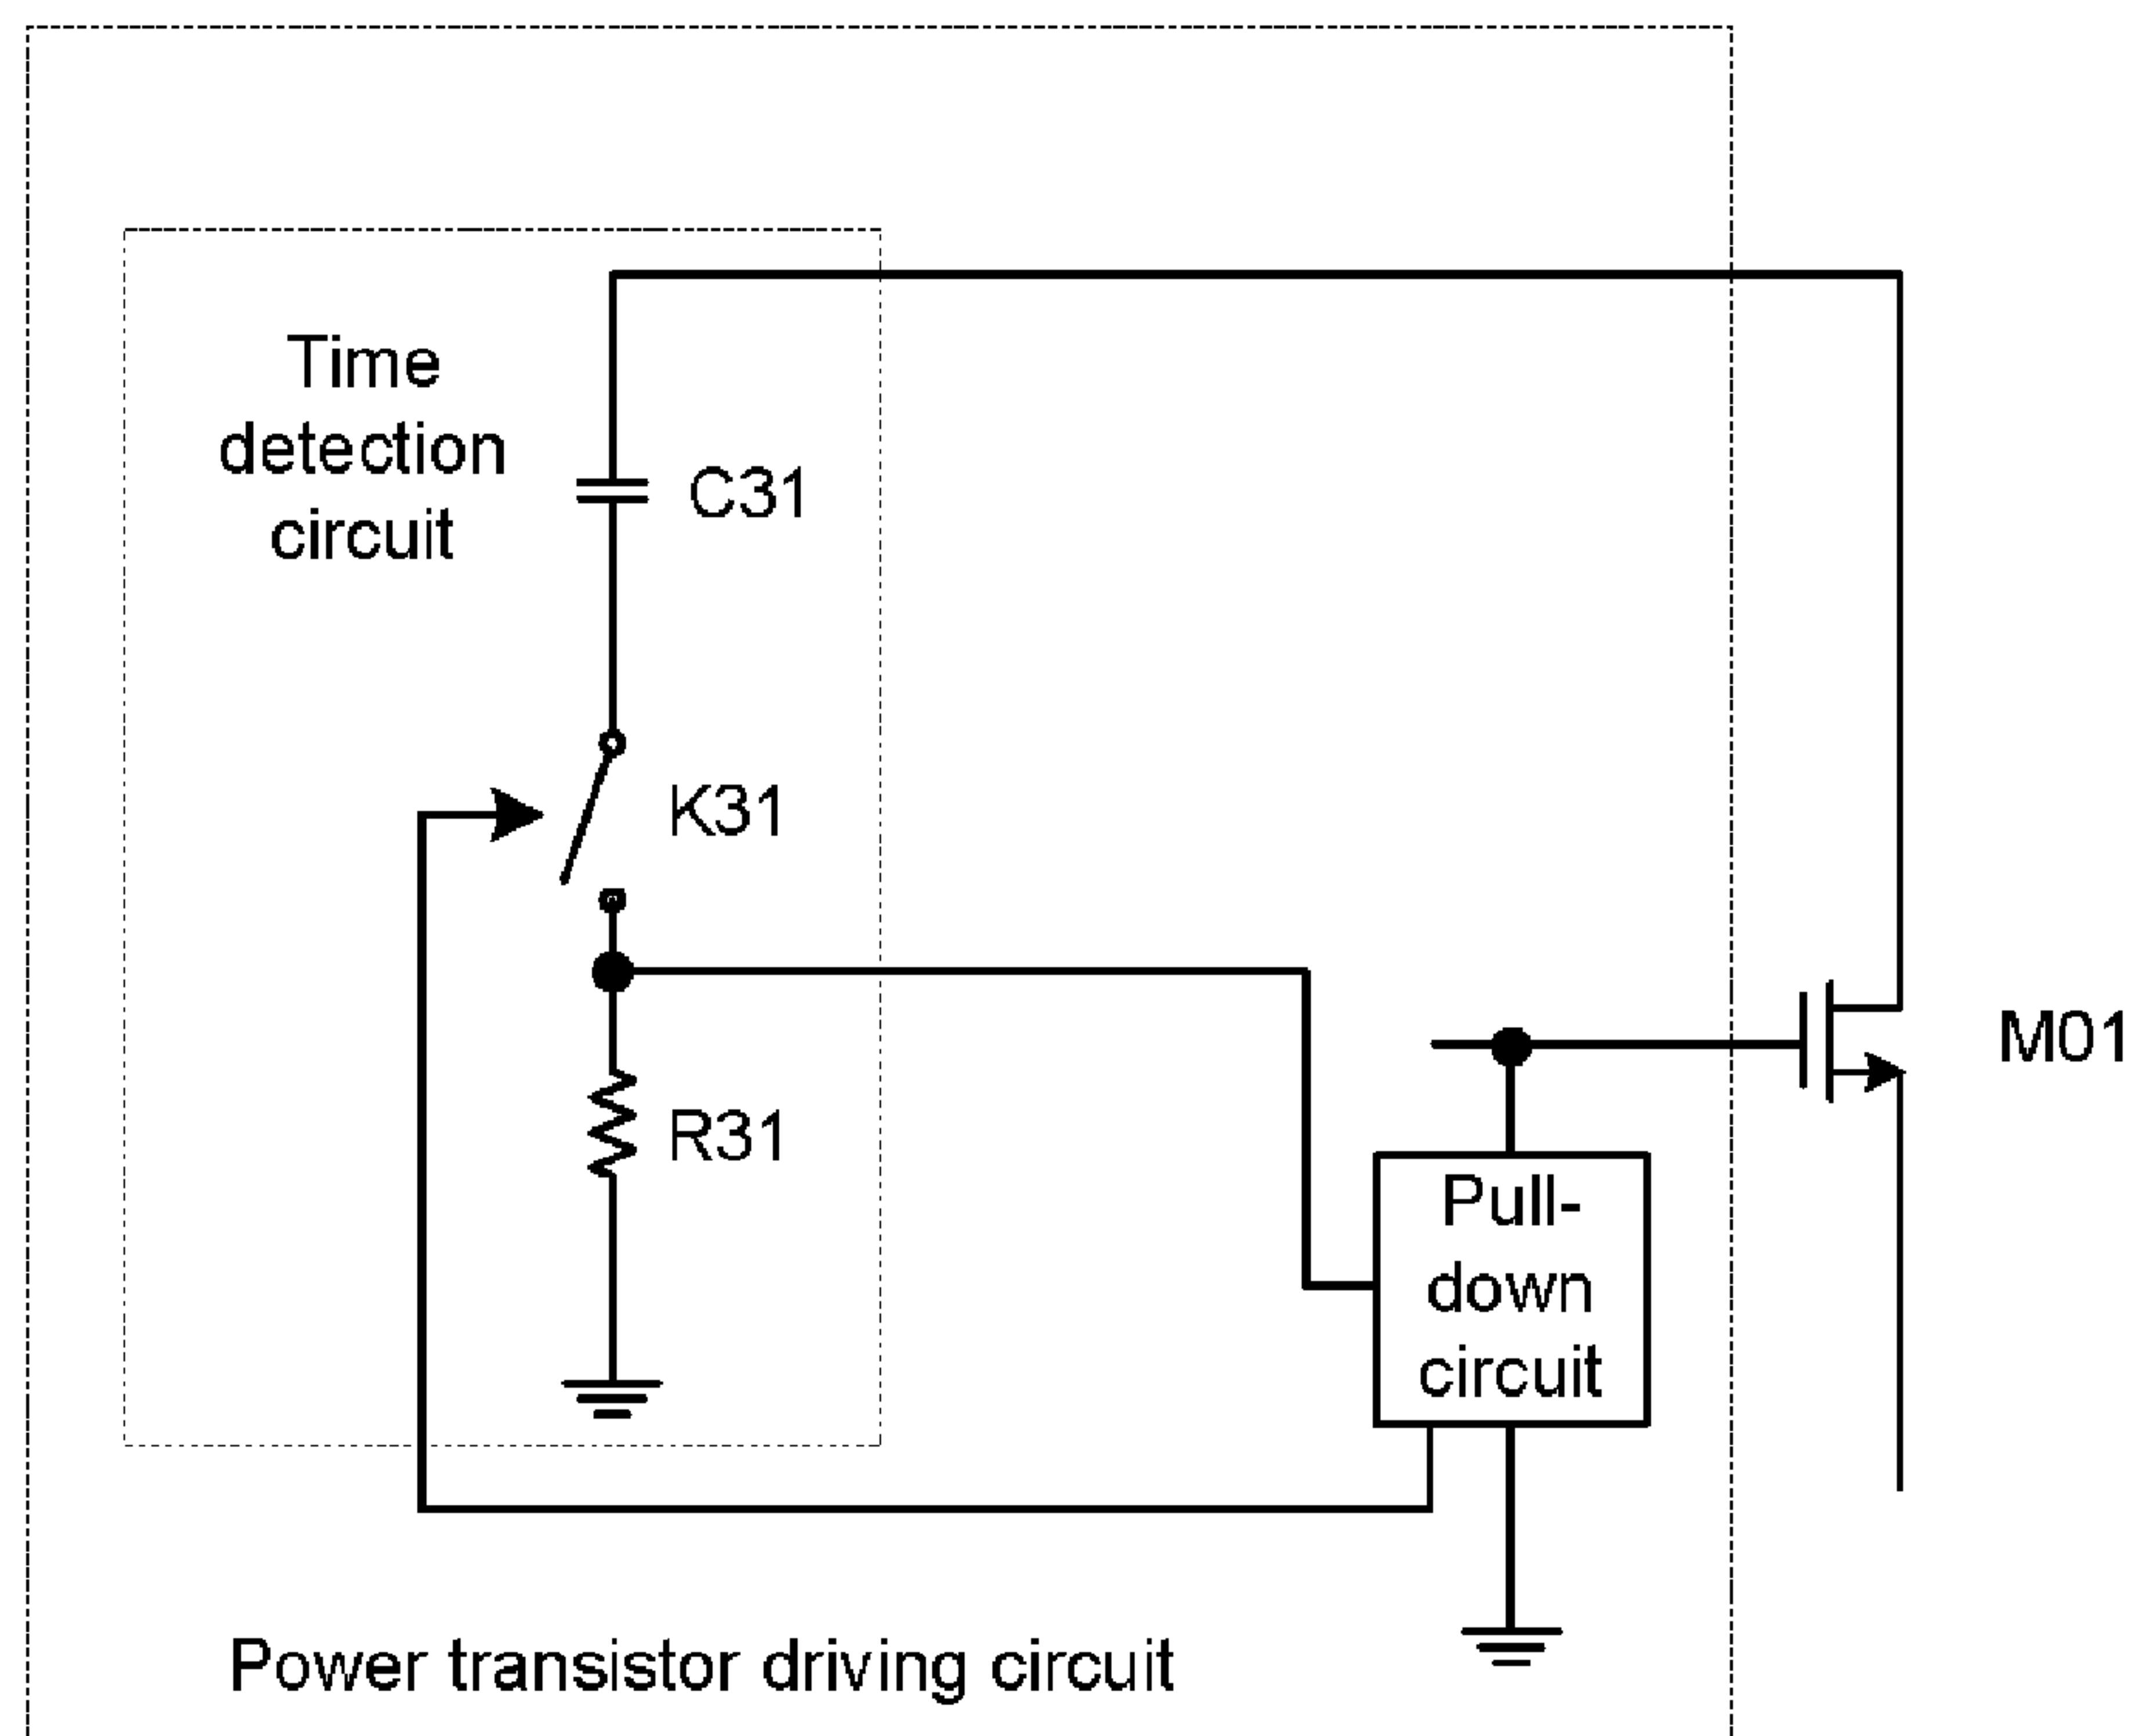 Time
detection
circuit
C31
K31
R31
M01
Pull-
down
circuit
Power transistor driving circuit